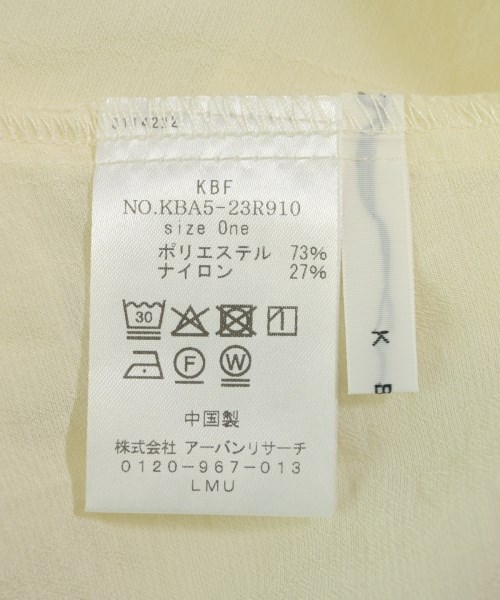 KBF
NO.KBA5-23R910
size One
ポリエステル 73%
ナイロン 27%
30
F W
中国製
株式会社 アーバンリサーチ
0120-967-013
LMU
K B